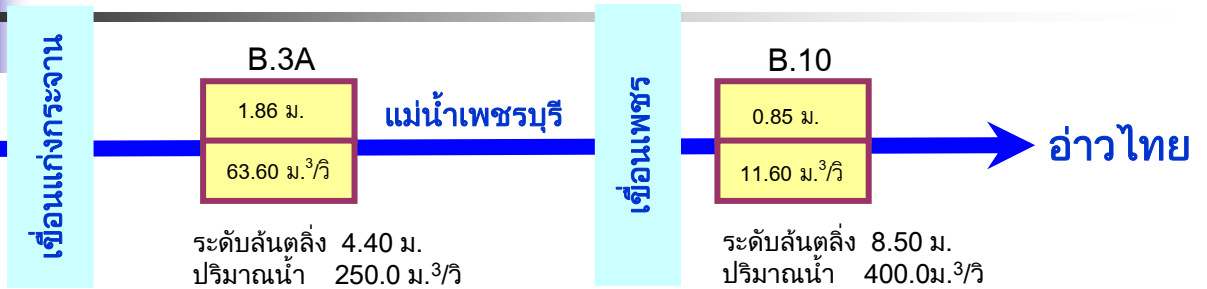 เขื่อนแก่งกระจาน
B.3A
1.86 ม.
63.60 ม.³/วิ
ระดับล้นตลิ่ง 4.40 ม.
ปริมาณน้ำ 250.0 ม.³/วิ
แม่น้ำเพชรบุรี
เขื่อนเพชร
B.10
0.85 ม.
11.60 ม.³/วิ
ระดับล้นตลิ่ง 8.50 ม.
ปริมาณน้ำ 400.0ม.³/วิ
อ่าวไทย